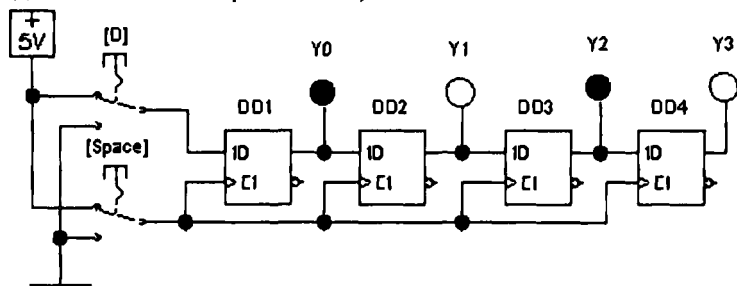 +
5V
[D]
Y0
Y1
Y2
Y3
DD1
DD2
DD3
DD4
[Space]
1D
1D
1D
1D
C1
C1
C1
C1